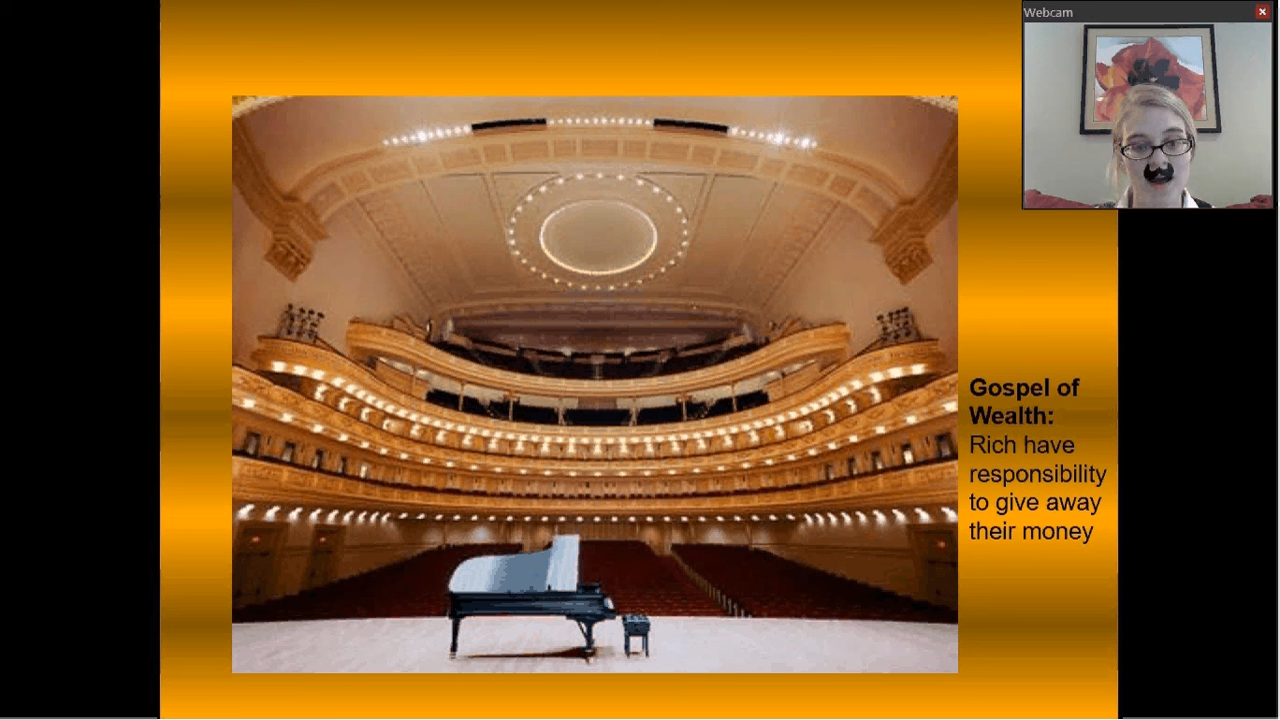 Webcam
Gospel of
Wealth:
Rich have
responsibility
to give away
their money